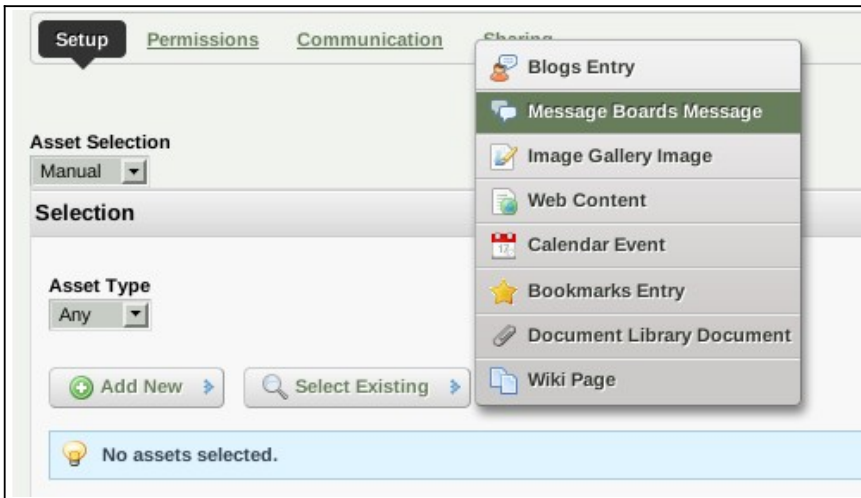 Setup Permissions Communication Sharing
Asset Selection
Manual
Selection
Asset Type
Any
Add New Select Existing
No assets selected.
Blogs Entry
Message Boards Message
Image Gallery Image
Web Content
Calendar Event
Bookmarks Entry
Document Library Document
Wiki Page